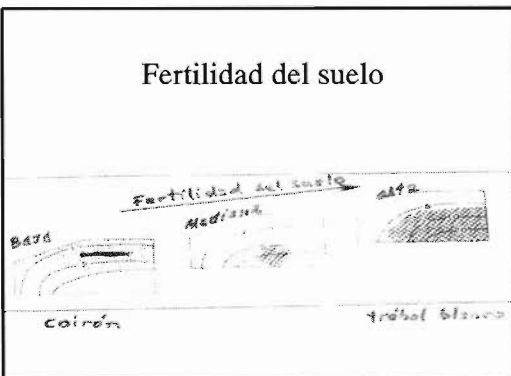 Fertilidad del suelo
Fertilidad del suelo
Baja
Mediana
alta
coirón
trébol blanco